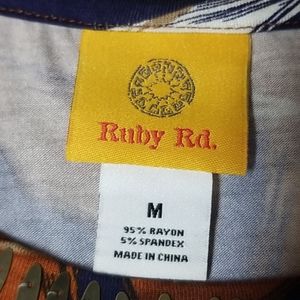 Ruby Rd.
M
95% RAYON
5% SPANDEX
MADE IN CHINA